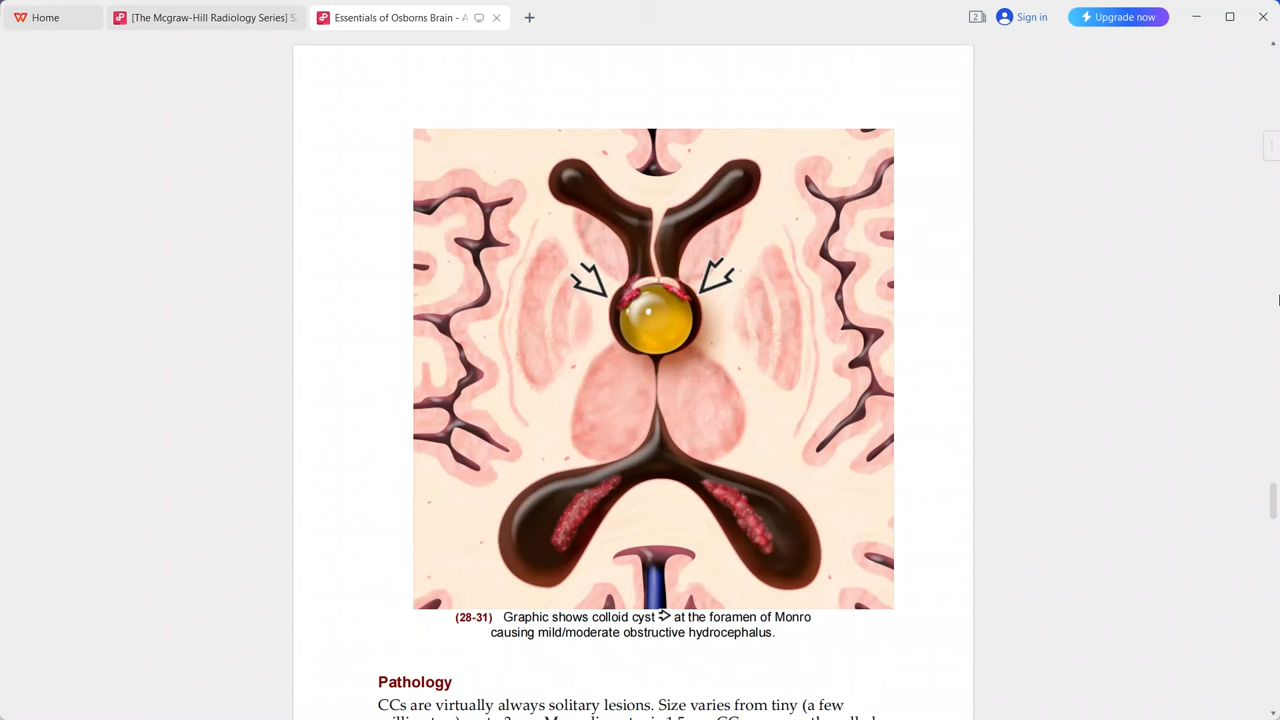 Home
[The Mcgraw-Hill Radiology Series] S
Essentials of Osborns Brain - A
2
Sign in
Upgrade now
(28-31) Graphic shows colloid cyst at the foramen of Monro
causing mild/moderate obstructive hydrocephalus.
Pathology
CCs are virtually always solitary lesions. Size varies from tiny (a few